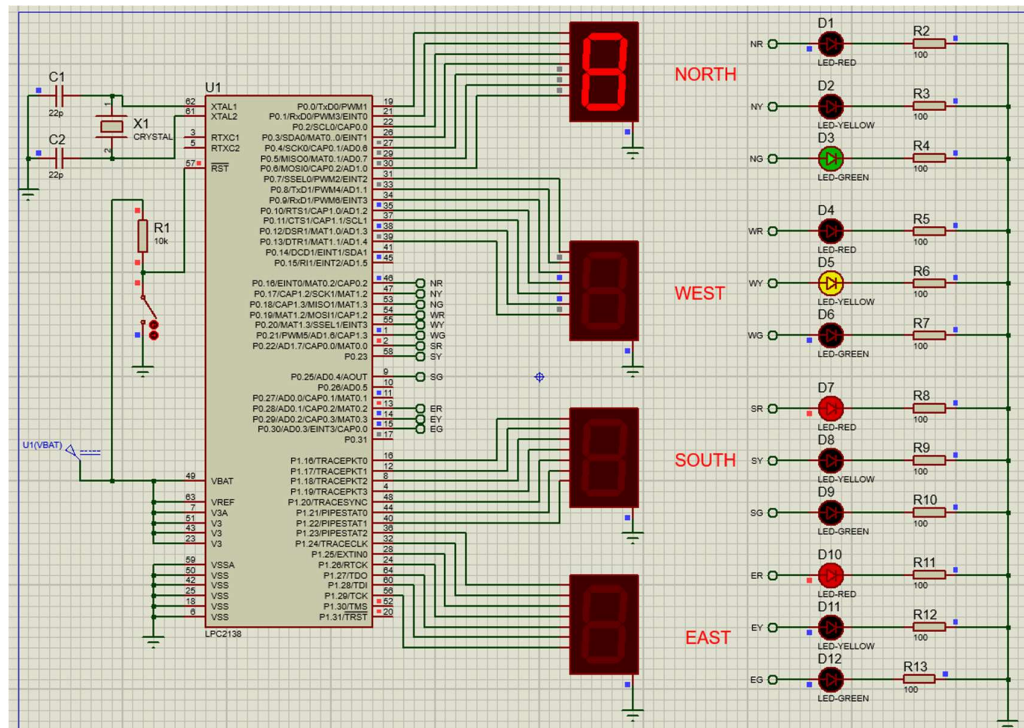 C1
22p
C2
22p
1
2
X1
CRYSTAL
R1
10k
U1(VBAT)
U1
62 XTAL1
61 XTAL2
3 RTXC1
5 RTXC2
57 RST
49 VBAT
63 VREF
7 V3A
51 V3
43 V3
23 V3
59 VSSA
50 VSS
42 VSS
25 VSS
18 VSS
6 VSS
LPC2138
P0.0/TxD0/PWM1 19
P0.1/RxD0/PWM3/EINT0 21
P0.2/SCL0/CAP0.0 22
P0.3/SDA0/MAT0..0/EINT1 26
P0.4/SCK0/CAP0.1/AD0.6 27
P0.5/MISO0/MAT0.1/AD0.7 29
P0.6/MOSI0/CAP0.2/AD1.0 30
P0.7/SSEL0/PWM2/EINT2 31
P0.8/TxD1/PWM4/AD1.1 33
P0.9/RxD1/PWM6/EINT3 34
P0.10/RTS1/CAP1.0/AD1.2 35
P0.11/CTS1/CAP1.1/SCL1 37
P0.12/DSR1/MAT1.0/AD1.3 38
P0.13/DTR1/MAT1.1/AD1.4 39
P0.14/DCD1/EINT1/SDA1 41
P0.15/RI1/EINT2/AD1.5 45
P0.16/EINT0/MAT0.2/CAP0.2 46 NR
P0.17/CAP1.2/SCK1/MAT1.2 47 NY
P0.18/CAP1.3/MISO1/MAT1.3 53 NG
P0.19/MAT1.2/MOSI1/CAP1.2 54 WR
P0.20/MAT1.3/SSEL1/EINT3 55 WY
P0.21/PWM5/AD1.6/CAP1.3 1 WG
P0.22/AD1.7/CAP0.0/MAT0.0 2 SR
P0.23 58 SY
P0.25/AD0.4/AOUT 9 SG
P0.26/AD0.5 10
P0.27/AD0.0/CAP0.1/MAT0.1 11
P0.28/AD0.1/CAP0.2/MAT0.2 13 ER
P0.29/AD0.2/CAP0.3/MAT0.3 14 EY
P0.30/AD0.3/EINT3/CAP0.0 15 EG
P0.31 17
P1.16/TRACEPKT0 16
P1.17/TRACEPKT1 12
P1.18/TRACEPKT2 8
P1.19/TRACEPKT3 4
P1.20/TRACESYNC 48
P1.21/PIPESTAT0 44
P1.22/PIPESTAT1 40
P1.23/PIPESTAT2 36
P1.24/TRACECLK 32
P1.25/EXTIN0 28
P1.26/RTCK 24
P1.27/TDO 64
P1.28/TDI 60
P1.29/TCK 56
P1.30/TMS 52
P1.31/TRST 20
8
NORTH
WEST
SOUTH
EAST
D1 R2
NR
LED-RED 100
D2 R3
NY
LED-YELLOW 100
D3 R4
NG
LED-GREEN 100
D4 R5
WR
LED-RED 100
D5 R6
WY
LED-YELLOW 100
D6 R7
WG
LED-GREEN 100
D7 R8
SR
LED-RED 100
D8 R9
SY
LED-YELLOW 100
D9 R10
SG
LED-GREEN 100
D10 R11
ER
LED-RED 100
D11 R12
EY
LED-YELLOW 100
D12 R13
EG
LED-GREEN 100